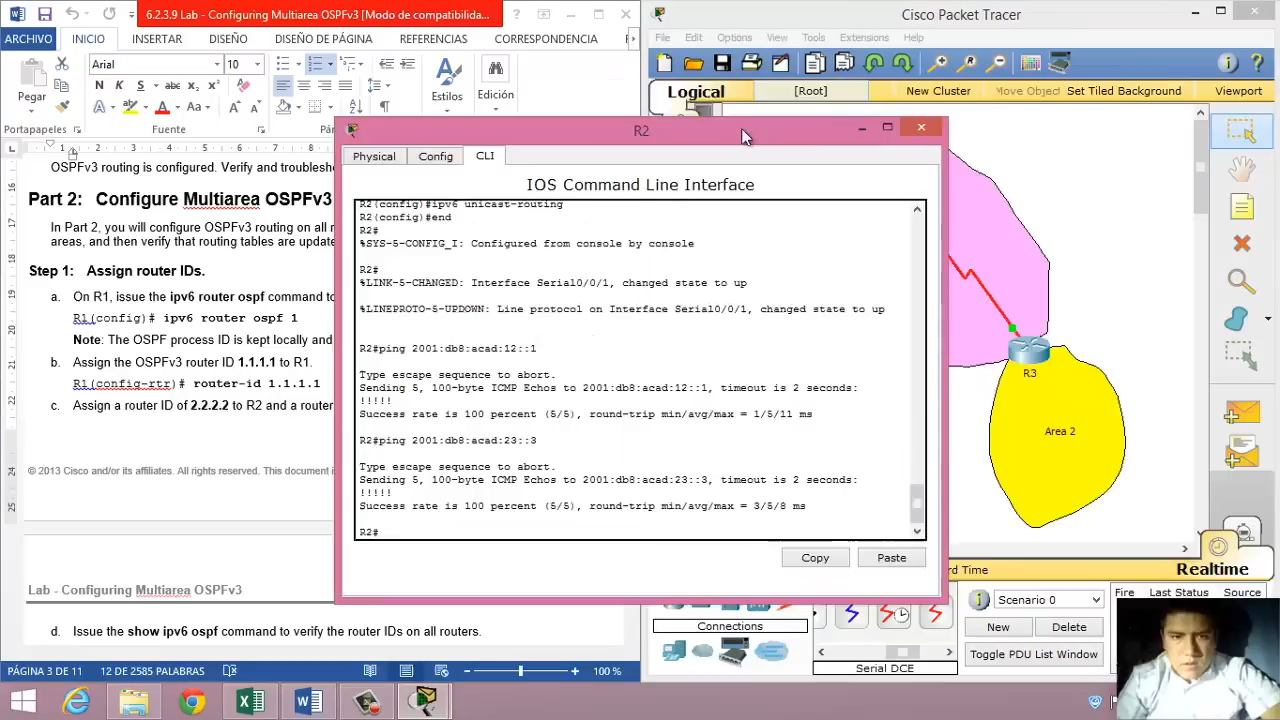 6.2.3.9 Lab - Configuring Multiarea OSPFv3 [Modo de compatibilida...
ARCHIVO INICIO INSERTAR DISEÑO DISEÑO DE PÁGINA REFERENCIAS CORRESPONDENCIA
Arial 10
Pegar
N K S abc x₂ x²
Estilos
Edición
Portapapeles Fuente Párrafo Estilos
OSPFv3 routing is configured. Verify and troublesh
Part 2: Configure Multiarea OSPFv3
In Part 2, you will configure OSPFv3 routing on all r
areas, and then verify that routing tables are update
Step 1: Assign router IDs.
a. On R1, issue the ipv6 router ospf command to
R1(config)# ipv6 router ospf 1
Note: The OSPF process ID is kept locally and
b. Assign the OSPFv3 router ID 1.1.1.1 to R1.
R1(config-rtr)# router-id 1.1.1.1
c. Assign a router ID of 2.2.2.2 to R2 and a router
© 2013 Cisco and/or its affiliates. All rights reserved. This document i
Lab - Configuring Multiarea OSPFv3
d. Issue the show ipv6 ospf command to verify the router IDs on all routers.
PÁGINA 3 DE 11 12 DE 2585 PALABRAS 100 %
Cisco Packet Tracer
File Edit Options View Tools Extensions Help
Logical [Root] New Cluster Move Object Set Tiled Background Viewport
R2
Physical Config CLI
IOS Command Line Interface
R2(config)#ipv6 unicast-routing
R2(config)#end
R2#
%SYS-5-CONFIG_I: Configured from console by console
R2#
%LINK-5-CHANGED: Interface Serial0/0/1, changed state to up
%LINEPROTO-5-UPDOWN: Line protocol on Interface Serial0/0/1, changed state to up
R2#ping 2001:db8:acad:12::1
Type escape sequence to abort.
Sending 5, 100-byte ICMP Echos to 2001:db8:acad:12::1, timeout is 2 seconds:
!!!!!
Success rate is 100 percent (5/5), round-trip min/avg/max = 1/5/11 ms
R2#ping 2001:db8:acad:23::3
Type escape sequence to abort.
Sending 5, 100-byte ICMP Echos to 2001:db8:acad:23::3, timeout is 2 seconds:
!!!!!
Success rate is 100 percent (5/5), round-trip min/avg/max = 3/5/8 ms
R2#
Copy Paste
R3
Area 2
Time
Realtime
Connections
Serial DCE
Scenario 0
New Delete
Toggle PDU List Window
Fire Last Status Source